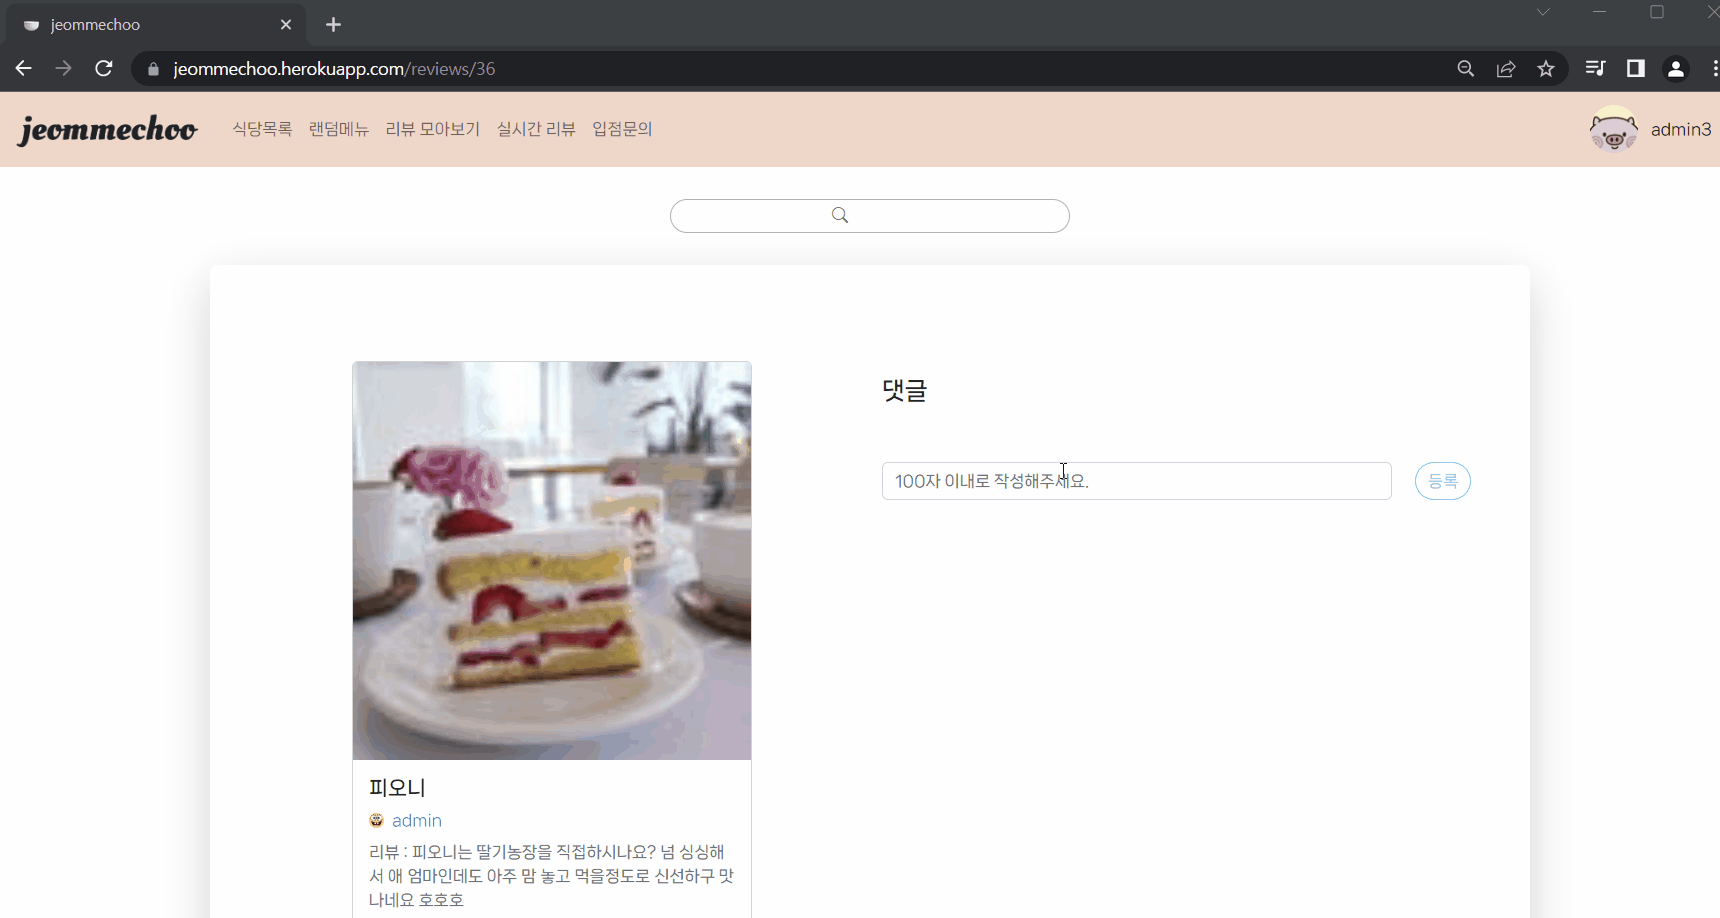 jeommechoo
jeommechoo.herokuapp.com/reviews/36
jeommechoo 식당목록 랜덤메뉴 리뷰 모아보기 실시간 리뷰 입점문의 admin3
댓글
100자 이내로 작성해주세요. 등록
피오니
admin
리뷰 : 피오니는 딸기농장을 직접하시나요? 넘 싱싱해
서 애 엄마인데도 아주 맘 놓고 먹을정도로 신선하구 맛
나네요 호호호